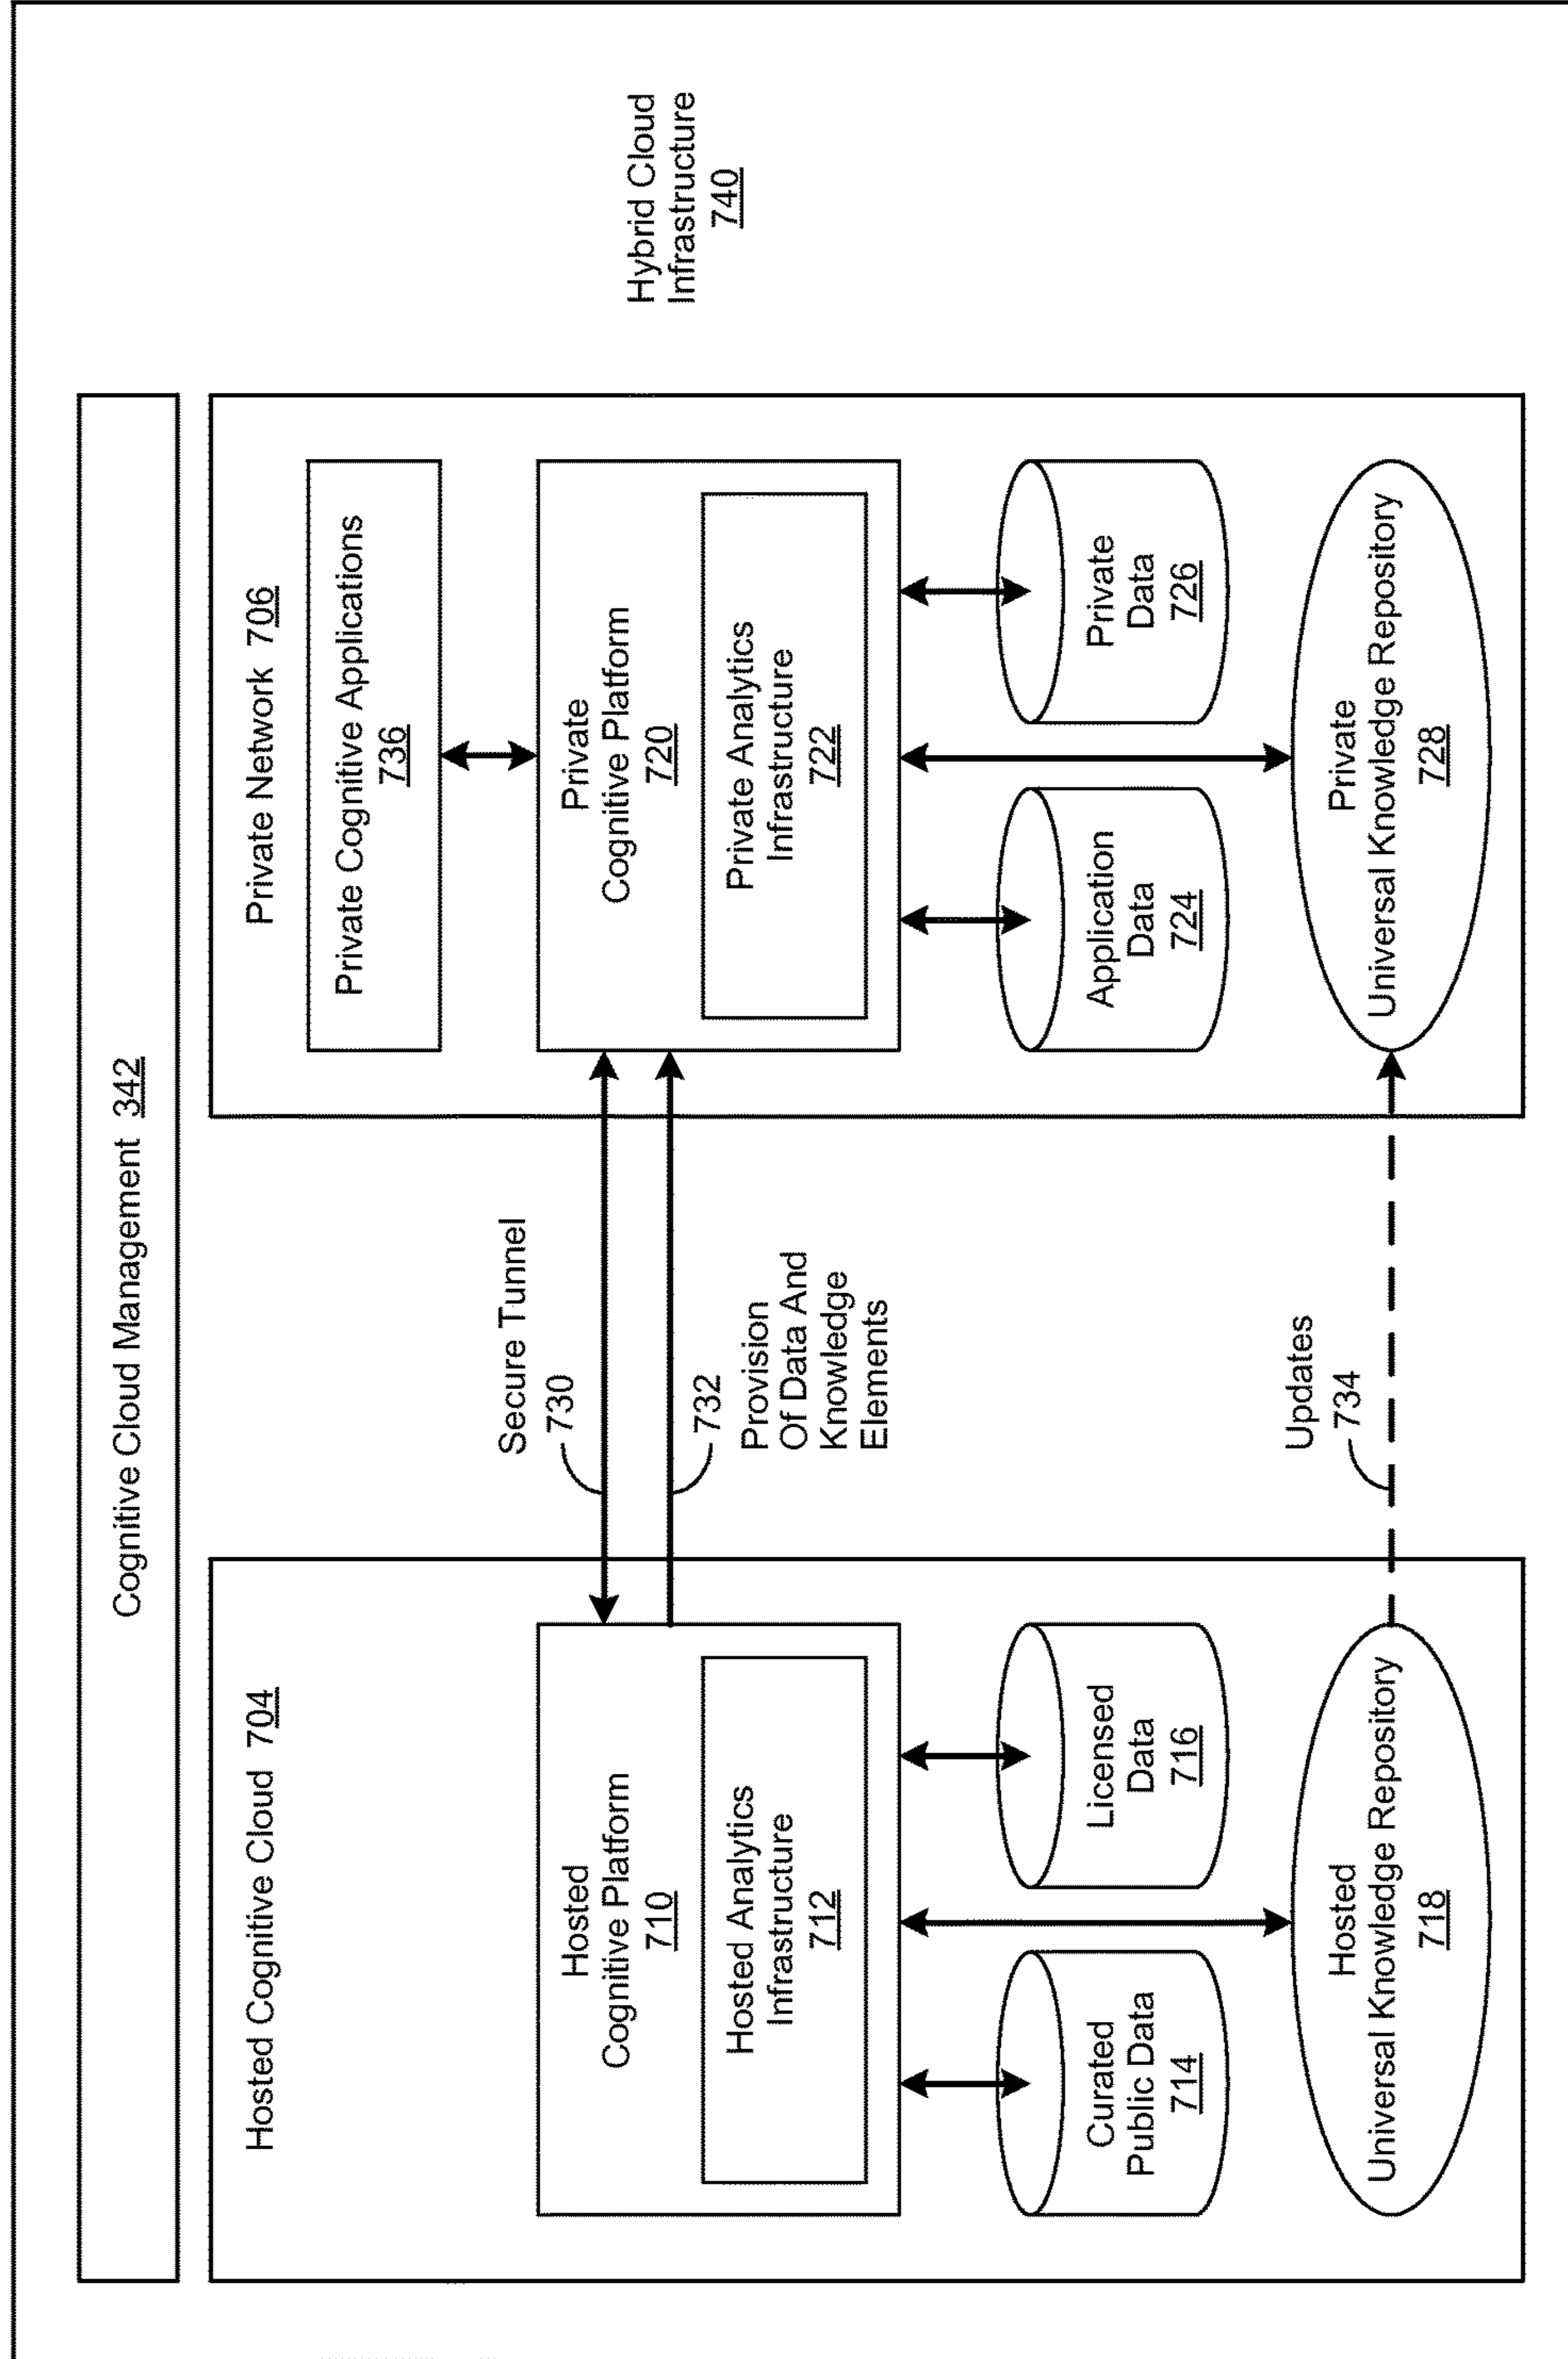 Cognitive Cloud Management 342
Hosted Cognitive Cloud 704
Hosted
Cognitive Platform
710
Hosted Analytics
Infrastructure
712
Curated
Public Data
714
Licensed
Data
716
Hosted
Universal Knowledge Repository
718
Secure Tunnel
730
732
Provision
Of Data And
Knowledge
Elements
Updates
734
Private Network 706
Private Cognitive Applications
736
Private
Cognitive Platform
720
Private Analytics
Infrastructure
722
Application
Data
724
Private
Data
726
Private
Universal Knowledge Repository
728
Hybrid Cloud
Infrastructure
740